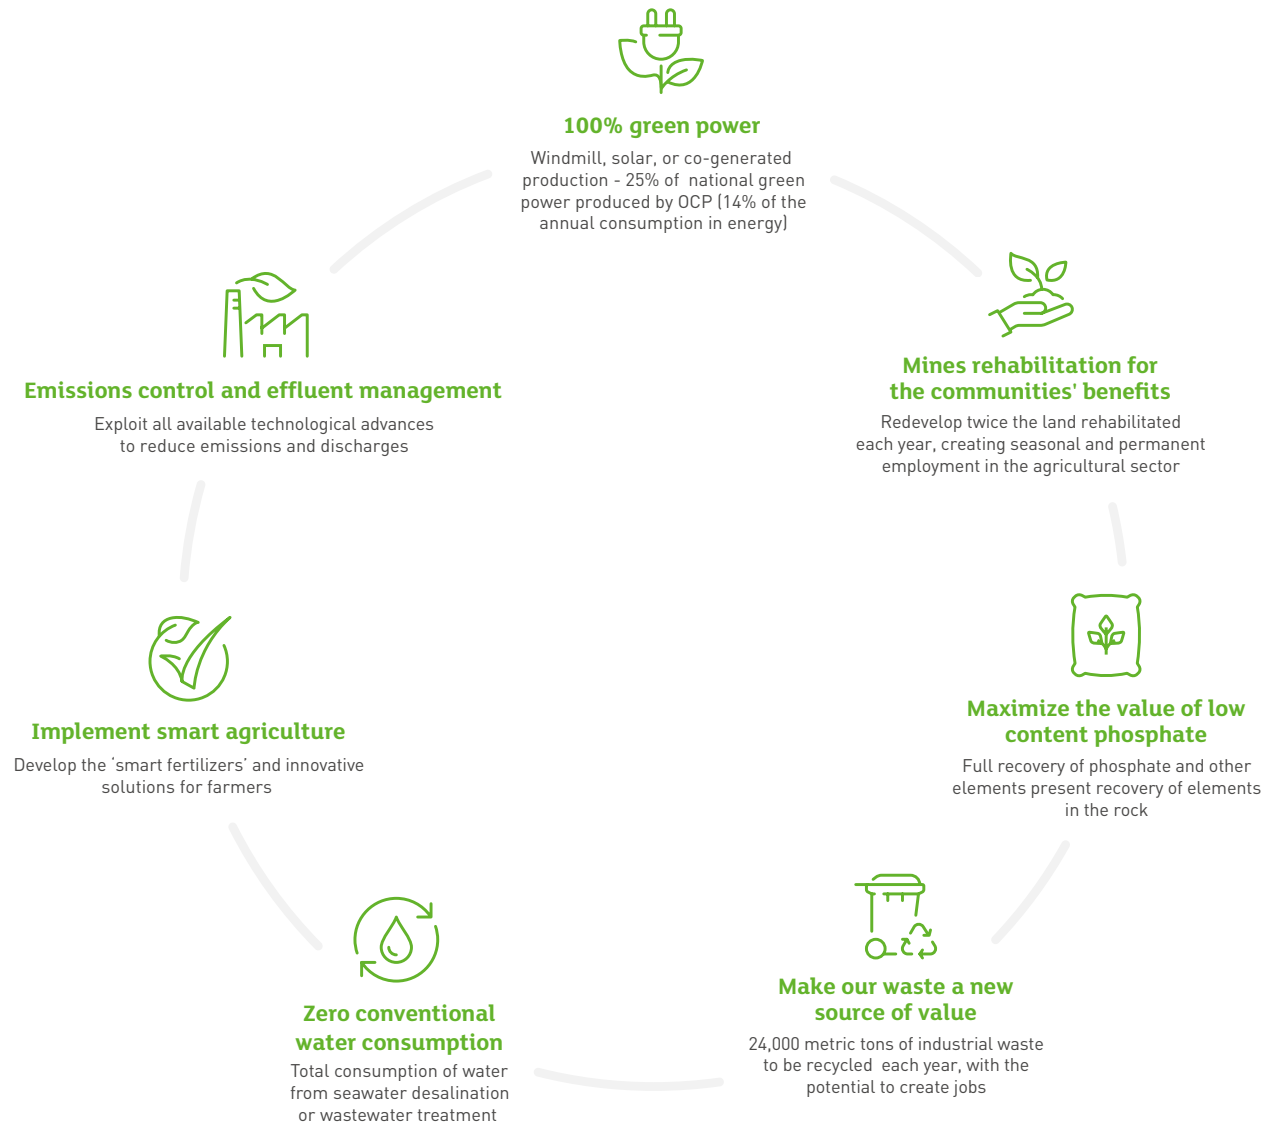 100% green power
Windmill, solar, or co-generated
production - 25% of national green
power produced by OCP (14% of the
annual consumption in energy)
Mines rehabilitation for
the communities' benefits
Redevelop twice the land rehabilitated
each year, creating seasonal and permanent
employment in the agricultural sector
Maximize the value of low
content phosphate
Full recovery of phosphate and other
elements present recovery of elements
in the rock
Make our waste a new
source of value
24,000 metric tons of industrial waste
to be recycled each year, with the
potential to create jobs
Zero conventional
water consumption
Total consumption of water
from seawater desalination
or wastewater treatment
Implement smart agriculture
Develop the 'smart fertilizers' and innovative
solutions for farmers
Emissions control and effluent management
Exploit all available technological advances
to reduce emissions and discharges